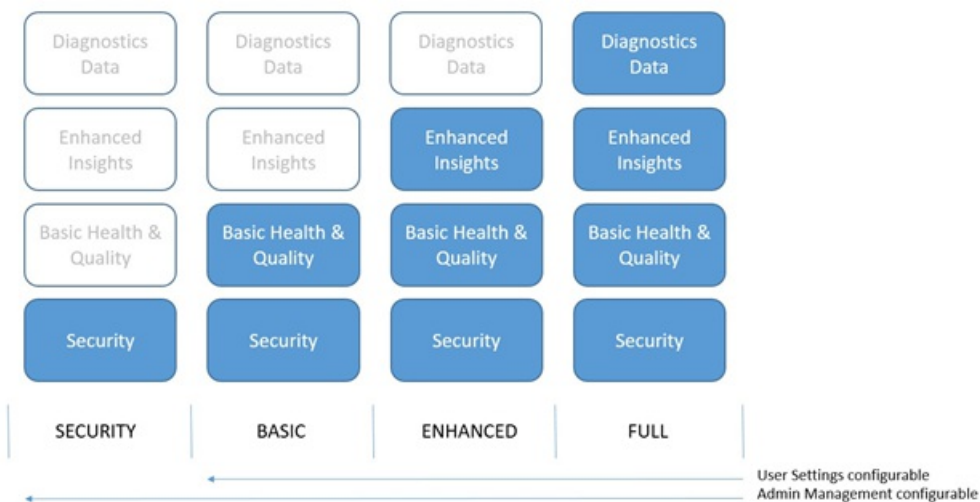 Diagnostics
Data
Diagnostics
Data
Diagnostics
Data
Diagnostics
Data
Enhanced
Insights
Enhanced
Insights
Enhanced
Insights
Enhanced
Insights
Basic Health &
Quality
Basic Health &
Quality
Basic Health &
Quality
Basic Health &
Quality
Security
Security
Security
Security
SECURITY
BASIC
ENHANCED
FULL
User Settings configurable
Admin Management configurable